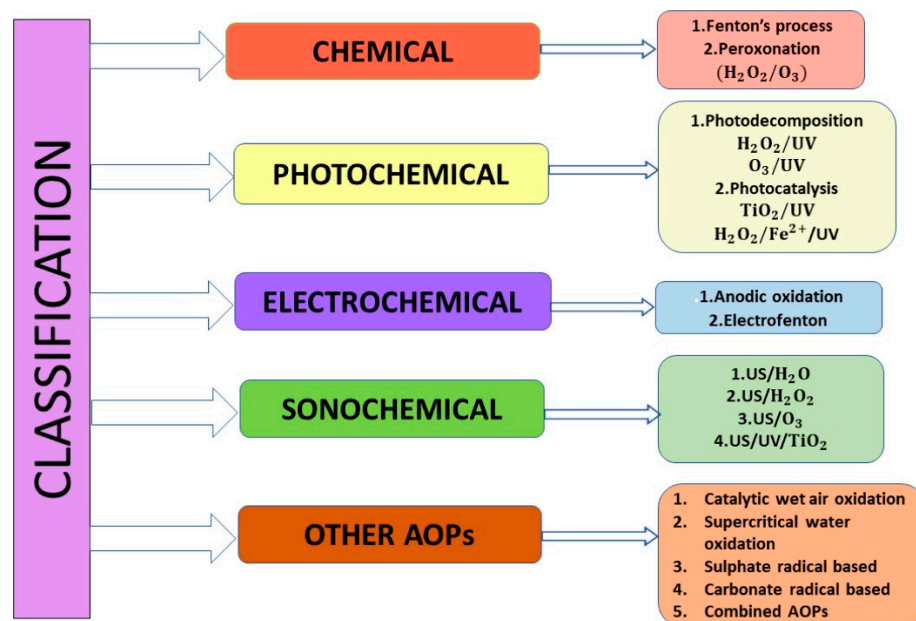 CLASSIFICATION
CHEMICAL
1.Fenton's process
2.Peroxonation
(H₂O₂/O₃)
PHOTOCHEMICAL
1.Photodecomposition
H₂O₂/UV
O₃/UV
2.Photocatalysis
TiO₂/UV
H₂O₂/Fe²⁺/UV
ELECTROCHEMICAL
.1.Anodic oxidation
2.Electrofenton
SONOCHEMICAL
1.US/H₂O
2.US/H₂O₂
3.US/O₃
4.US/UV/TiO₂
OTHER AOPs
1. Catalytic wet air oxidation
2. Supercritical water
oxidation
3. Sulphate radical based
4. Carbonate radical based
5. Combined AOPs